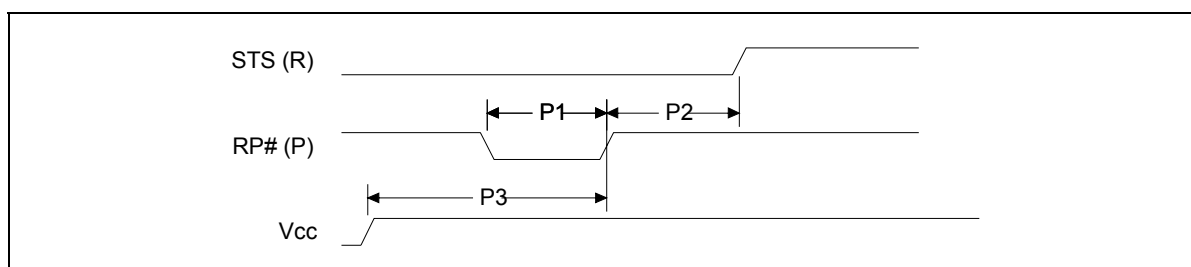 STS (R)
P1
P2
RP# (P)
P3
Vcc